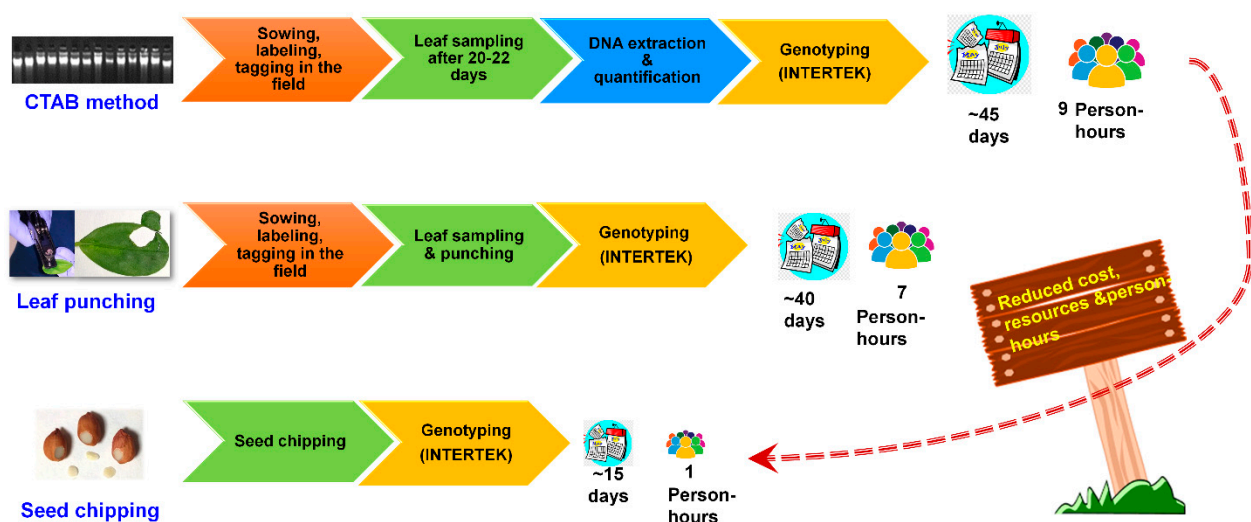 Sowing,
labeling,
tagging in the
field
Leaf sampling
after 20-22
days
DNA extraction
&
quantification
Genotyping
(INTERTEK)
CTAB method
~45
days
9 Person-
hours
Sowing,
labeling,
tagging in the
field
Leaf sampling
& punching
Genotyping
(INTERTEK)
Leaf punching
~40
days
7
Person-
hours
Reduced cost,
resources &person-
hours
Seed chipping
Genotyping
(INTERTEK)
Seed chipping
~15
days
1
Person-
hours